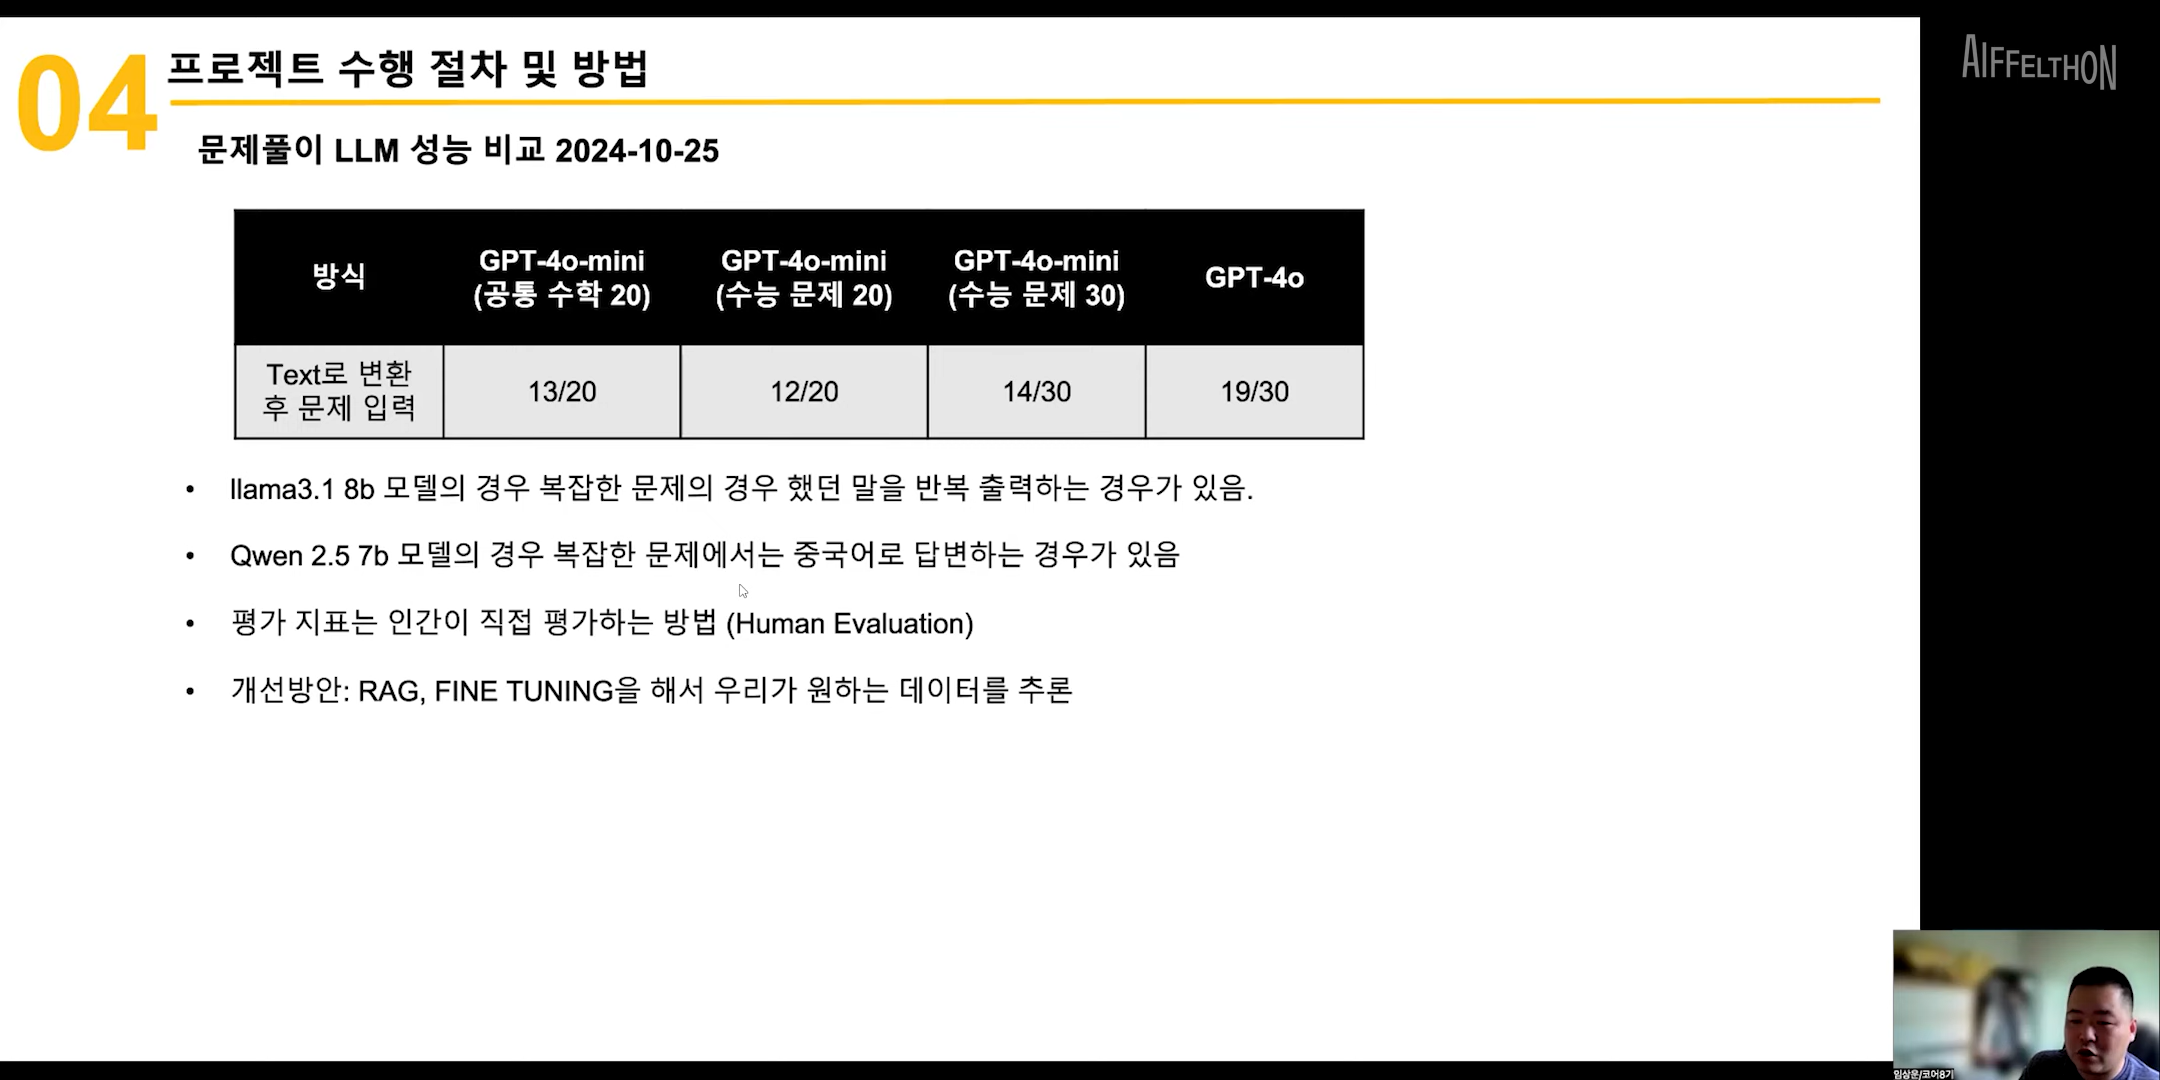 AIFFELTHON
04
프로젝트 수행 절차 및 방법
문제풀이 LLM 성능 비교 2024-10-25
방식
GPT-4o-mini
(공통 수학 20)
GPT-4o-mini
(수능 문제 20)
GPT-4o-mini
(수능 문제 30)
GPT-4o
Text로 변환
후 문제 입력
13/20
12/20
14/30
19/30
• llama3.1 8b 모델의 경우 복잡한 문제의 경우 했던 말을 반복 출력하는 경우가 있음.
• Qwen 2.5 7b 모델의 경우 복잡한 문제에서는 중국어로 답변하는 경우가 있음
• 평가 지표는 인간이 직접 평가하는 방법 (Human Evaluation)
• 개선방안: RAG, FINE TUNING을 해서 우리가 원하는 데이터를 추론
임상운/코어8기